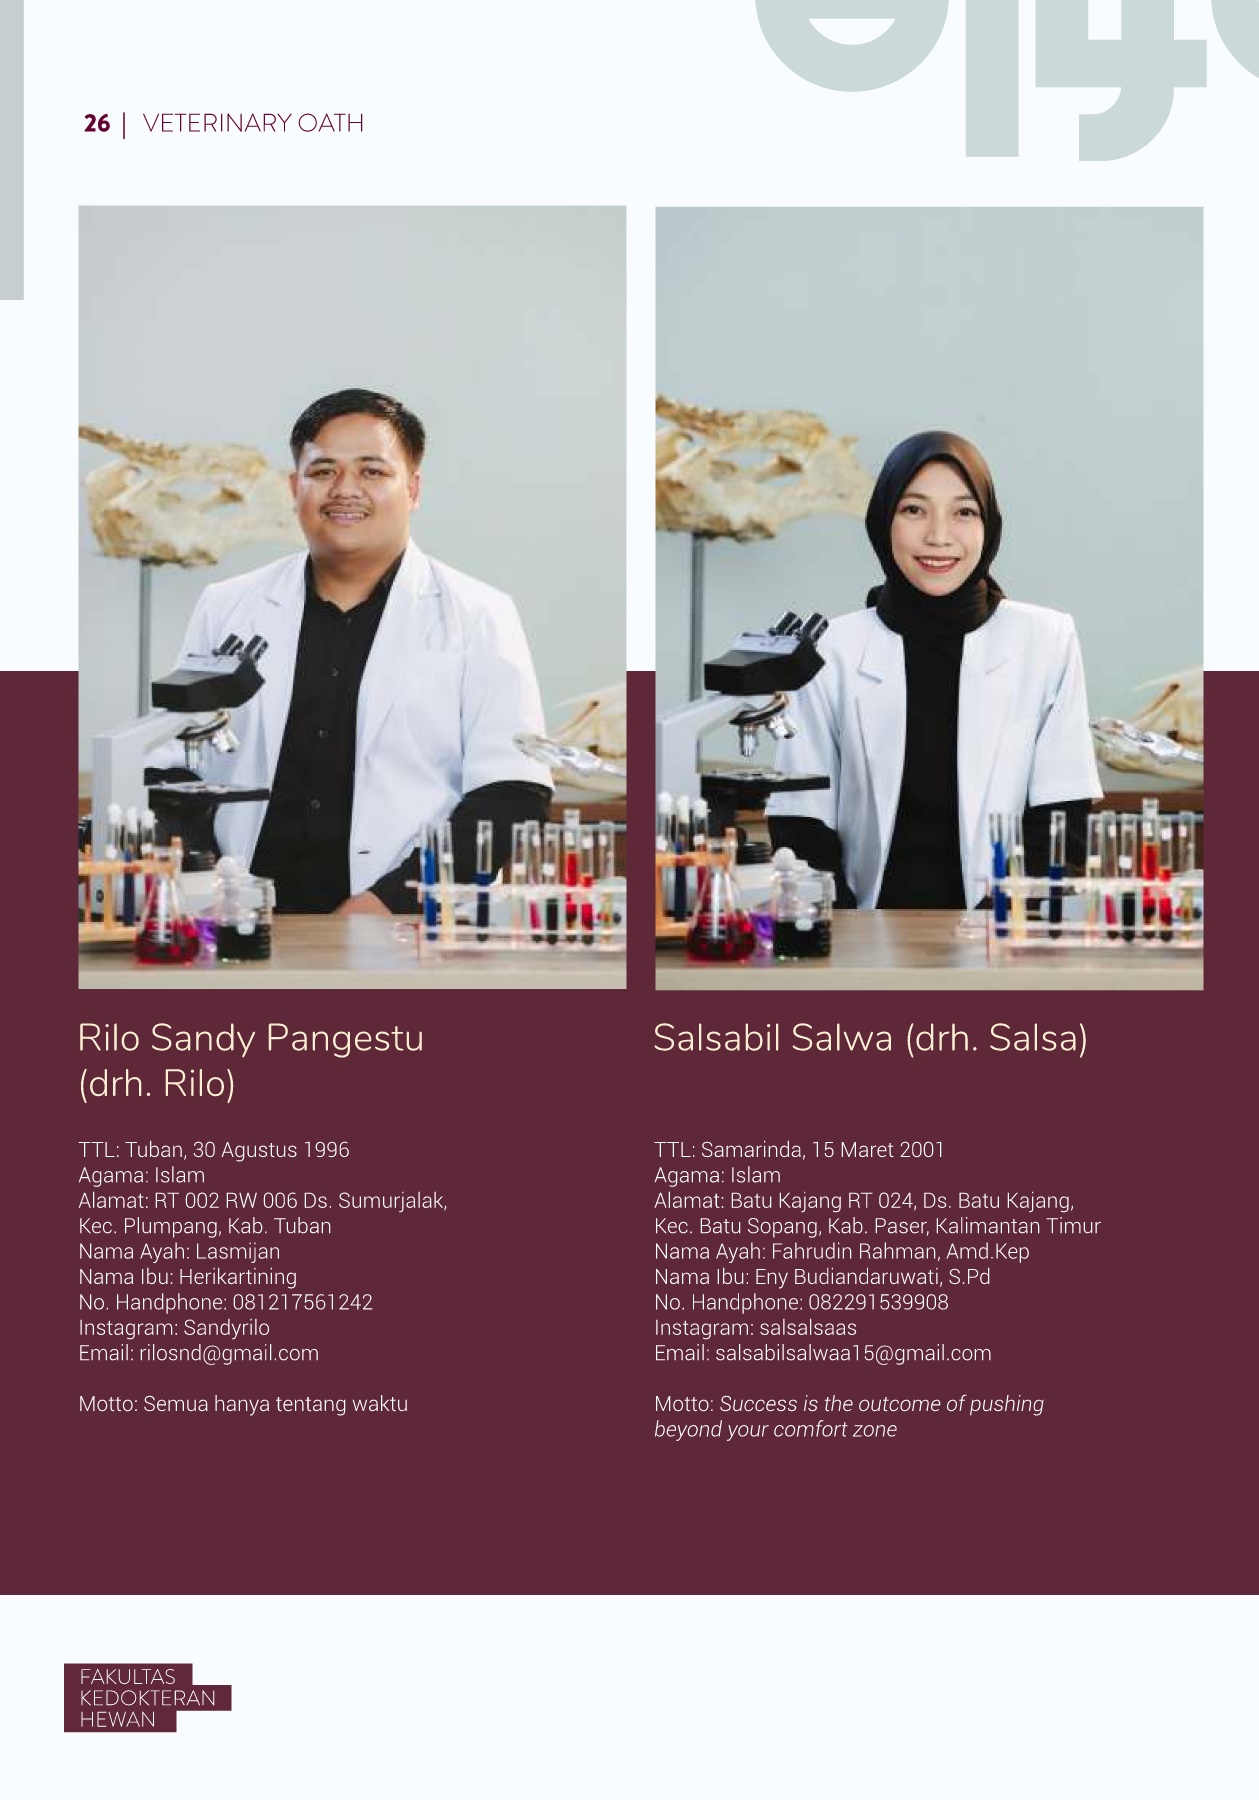 26 | VETERINARY OATH
Rilo Sandy Pangestu
(drh. Rilo)
TTL: Tuban, 30 Agustus 1996
Agama: Islam
Alamat: RT 002 RW 006 Ds. Sumurjalak,
Kec. Plumpang, Kab. Tuban
Nama Ayah: Lasmijan
Nama Ibu: Herikartining
No. Handphone: 081217561242
Instagram: Sandyrilo
Email: rilosnd@gmail.com
Motto: Semua hanya tentang waktu
Salsabil Salwa (drh. Salsa)
TTL: Samarinda, 15 Maret 2001
Agama: Islam
Alamat: Batu Kajang RT 024, Ds. Batu Kajang,
Kec. Batu Sopang, Kab. Paser, Kalimantan Timur
Nama Ayah: Fahrudin Rahman, Amd.Kep
Nama Ibu: Eny Budiandaruwati, S.Pd
No. Handphone: 082291539908
Instagram: salsalsaas
Email: salsabilsalwaa15@gmail.com
Motto: Success is the outcome of pushing
beyond your comfort zone
FAKULTAS
KEDOKTERAN
HEWAN